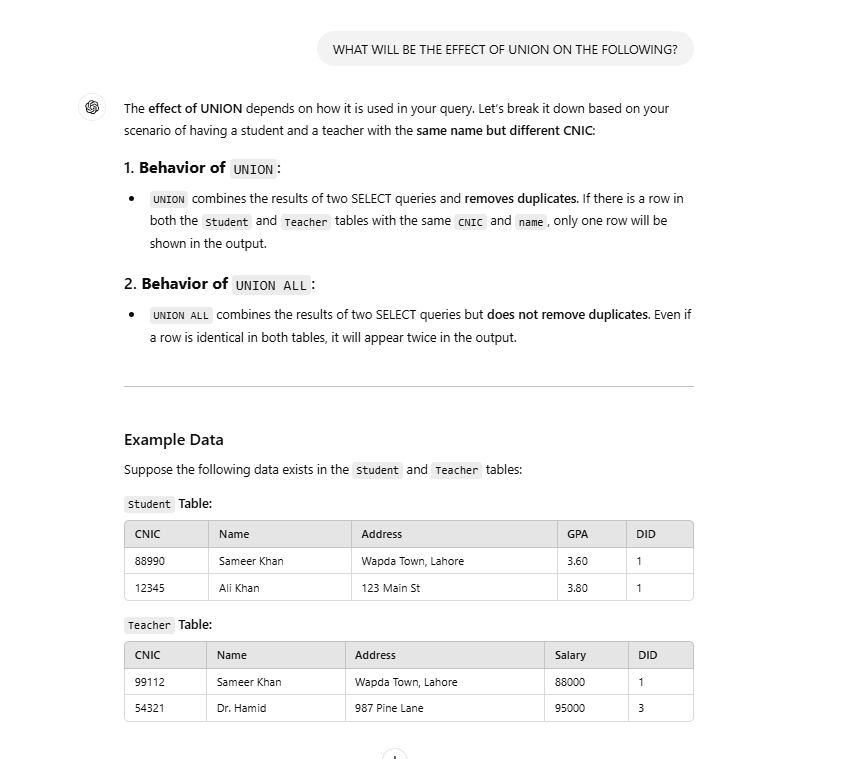 WHAT WILL BE THE EFFECT OF UNION ON THE FOLLOWING?
The effect of UNION depends on how it is used in your query. Let's break it down based on your
scenario of having a student and a teacher with the same name but different CNIC:
1. Behavior of UNION:
• UNION combines the results of two SELECT queries and removes duplicates. If there is a row in
both the Student and Teacher tables with the same CNIC and name, only one row will be
shown in the output.
2. Behavior of UNION ALL:
• UNION ALL combines the results of two SELECT queries but does not remove duplicates. Even if
a row is identical in both tables, it will appear twice in the output.
Example Data
Suppose the following data exists in the Student and Teacher tables:
Student Table:
CNIC Name Address GPA DID
88990 Sameer Khan Wapda Town, Lahore 3.60 1
12345 Ali Khan 123 Main St 3.80 1
Teacher Table:
CNIC Name Address Salary DID
99112 Sameer Khan Wapda Town, Lahore 88000 1
54321 Dr. Hamid 987 Pine Lane 95000 3